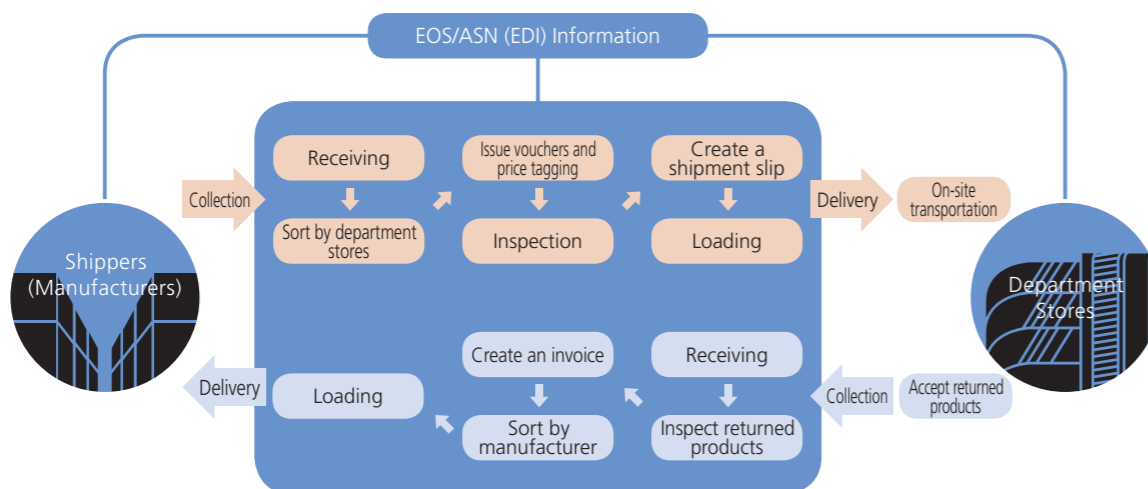 EOS/ASN (EDI) Information
Shippers
(Manufacturers)
Collection
Receiving
Sort by department
stores
Issue vouchers and
price tagging
Inspection
Create a
shipment slip
Loading
Delivery
On-site
transportation
Department
Stores
Accept returned
products
Collection
Receiving
Inspect returned
products
Create an invoice
Sort by
manufacturer
Loading
Delivery